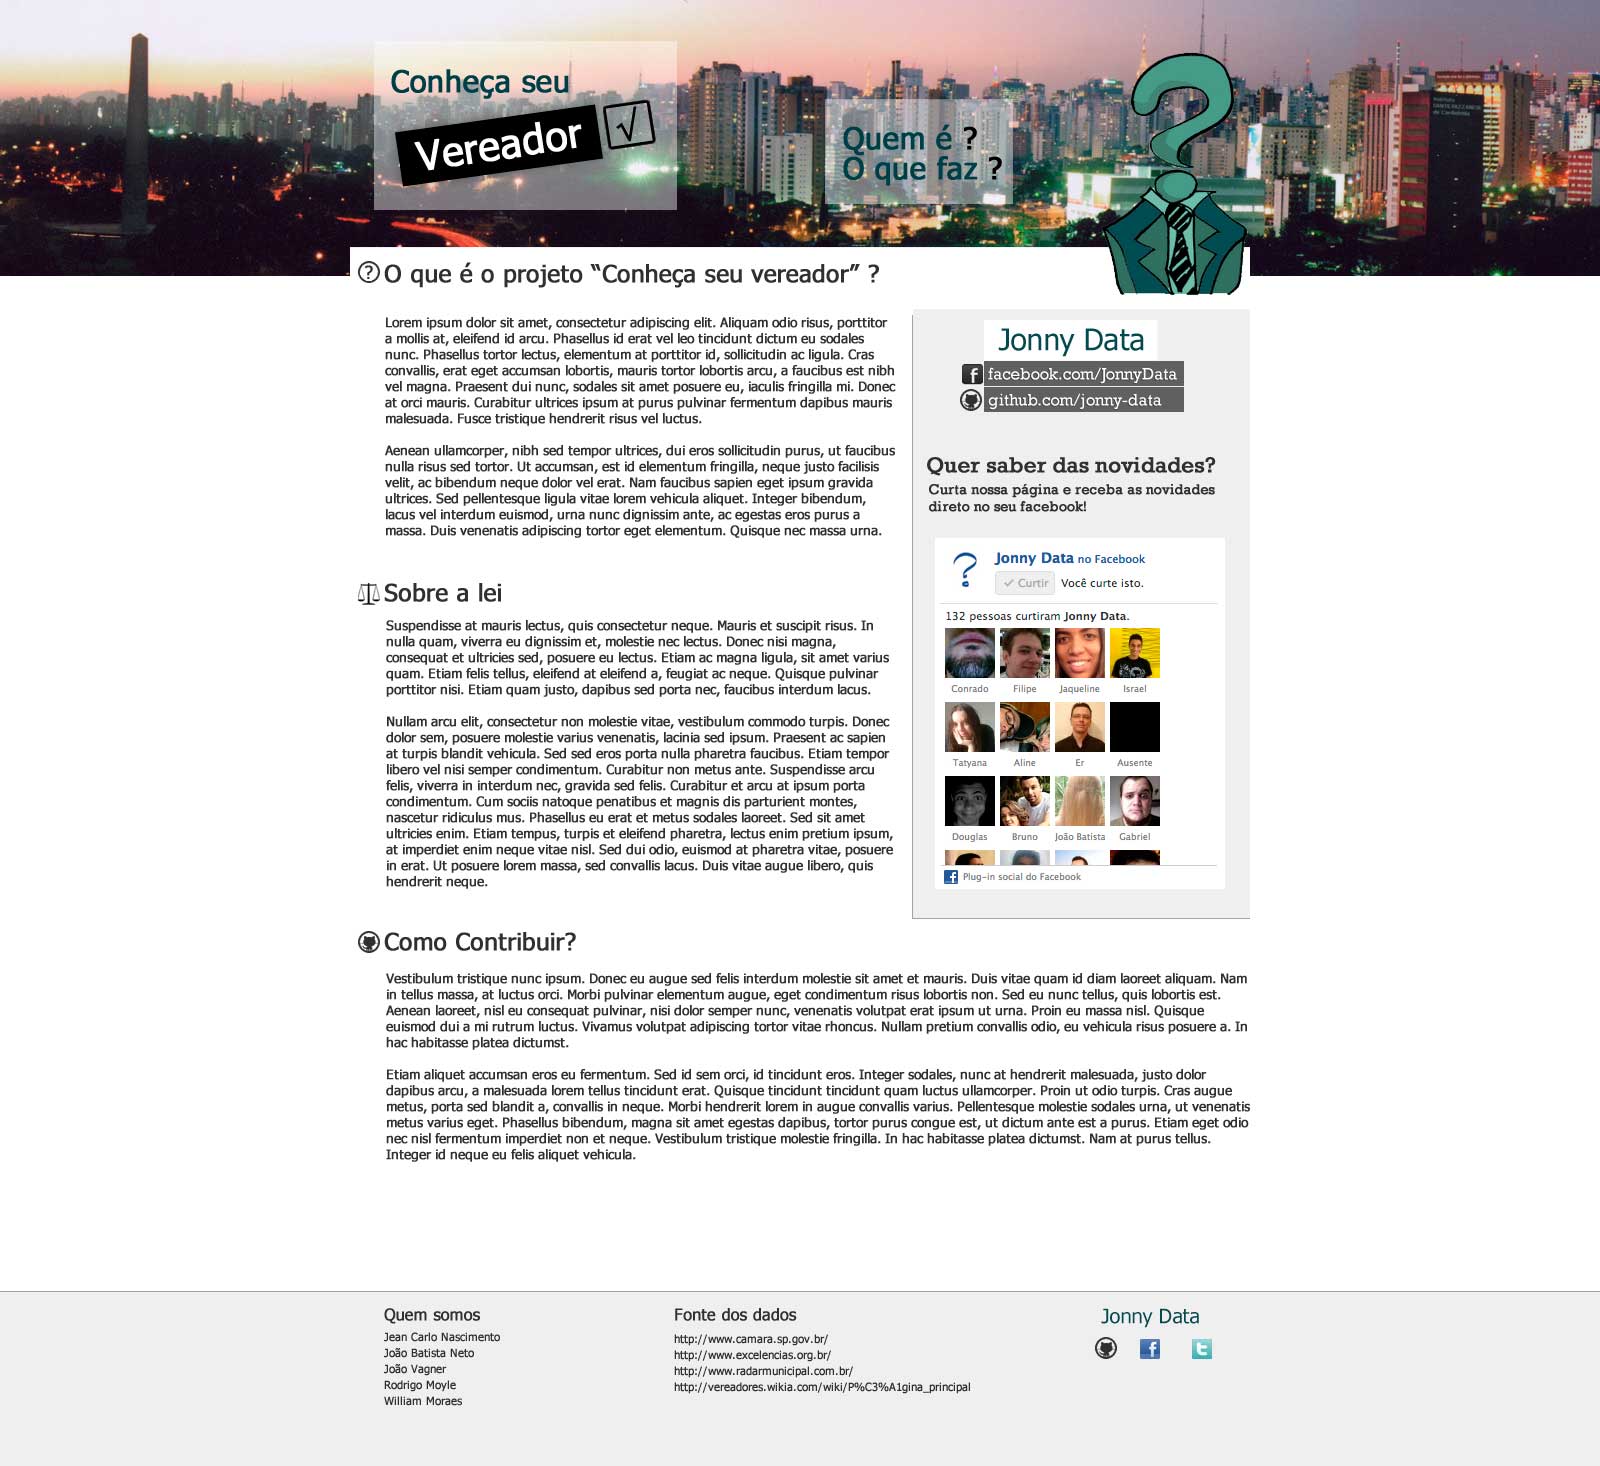 Conheça seu
Vereador
Quem é ?
O que faz ?
O que é o projeto “Conheça seu vereador” ?
Lorem ipsum dolor sit amet, consectetur adipiscing elit. Aliquam odio risus, porttitor
a mollis at, eleifend id arcu. Phasellus id erat vel leo tincidunt dictum eu sodales
nunc. Phasellus tortor lectus, elementum at porttitor id, sollicitudin ac ligula. Cras
convallis, erat eget accumsan lobortis, mauris tortor lobortis arcu, a faucibus est nibh
vel magna. Praesent dui nunc, sodales sit amet posuere eu, iaculis fringilla mi. Donec
at orci mauris. Curabitur ultrices ipsum at purus pulvinar fermentum dapibus mauris
malesuada. Fusce tristique hendrerit risus vel luctus.
Aenean ullamcorper, nibh sed tempor ultrices, dui eros sollicitudin purus, ut faucibus
nulla risus sed tortor. Ut accumsan, est id elementum fringilla, neque justo facilisis
velit, ac bibendum neque dolor vel erat. Nam faucibus sapien eget ipsum gravida
ultrices. Sed pellentesque ligula vitae lorem vehicula aliquet. Integer bibendum,
lacus vel interdum euismod, urna nunc dignissim ante, ac egestas eros purus a
massa. Duis venenatis adipiscing tortor eget elementum. Quisque nec massa urna.
Sobre a lei
Suspendisse at mauris lectus, quis consectetur neque. Mauris et suscipit risus. In
nulla quam, viverra eu dignissim et, molestie nec lectus. Donec nisi magna,
consequat et ultricies sed, posuere eu lectus. Etiam ac magna ligula, sit amet varius
quam. Etiam felis tellus, eleifend at eleifend a, feugiat ac neque. Quisque pulvinar
porttitor nisi. Etiam quam justo, dapibus sed porta nec, faucibus interdum lacus.
Nullam arcu elit, consectetur non molestie vitae, vestibulum commodo turpis. Donec
dolor sem, posuere molestie varius venenatis, lacinia sed ipsum. Praesent ac sapien
at turpis blandit vehicula. Sed sed eros porta nulla pharetra faucibus. Etiam tempor
libero vel nisi semper condimentum. Curabitur non metus ante. Suspendisse arcu
felis, viverra in interdum nec, gravida sed felis. Curabitur et arcu at ipsum porta
condimentum. Cum sociis natoque penatibus et magnis dis parturient montes,
nascetur ridiculus mus. Phasellus eu erat et metus sodales laoreet. Sed sit amet
ultricies enim. Etiam tempus, turpis et eleifend pharetra, lectus enim pretium ipsum,
at imperdiet enim neque vitae nisl. Sed dui odio, euismod at pharetra vitae, posuere
in erat. Ut posuere lorem massa, sed convallis lacus. Duis vitae augue libero, quis
hendrerit neque.
Jonny Data
facebook.com/JonnyData
github.com/jonny-data
Quer saber das novidades?
Curta nossa página e receba as novidades
direto no seu facebook!
Jonny Data no Facebook
Curtir Você curte isto.
132 pessoas curtiram Jonny Data.
Conrado Filipe Jaqueline Israel
Tatyana Aline Er Ausente
Douglas Bruno João Batista Gabriel
Plug-in social do Facebook
Como Contribuir?
Vestibulum tristique nunc ipsum. Donec eu augue sed felis interdum molestie sit amet et mauris. Duis vitae quam id diam laoreet aliquam. Nam
in tellus massa, at luctus orci. Morbi pulvinar elementum augue, eget condimentum risus lobortis non. Sed eu nunc tellus, quis lobortis est.
Aenean laoreet, nisl eu consequat pulvinar, nisi dolor semper nunc, venenatis volutpat erat ipsum ut urna. Proin eu massa nisl. Quisque
euismod dui a mi rutrum luctus. Vivamus volutpat adipiscing tortor vitae rhoncus. Nullam pretium convallis odio, eu vehicula risus posuere a. In
hac habitasse platea dictumst.
Etiam aliquet accumsan eros eu fermentum. Sed id sem orci, id tincidunt eros. Integer sodales, nunc at hendrerit malesuada, justo dolor
dapibus arcu, a malesuada lorem tellus tincidunt erat. Quisque tincidunt tincidunt quam luctus ullamcorper. Proin ut odio turpis. Cras augue
metus, porta sed blandit a, convallis in neque. Morbi hendrerit lorem in augue convallis varius. Pellentesque molestie sodales urna, ut venenatis
metus varius eget. Phasellus bibendum, magna sit amet egestas dapibus, tortor purus congue est, ut dictum ante est a purus. Etiam eget odio
nec nisl fermentum imperdiet non et neque. Vestibulum tristique molestie fringilla. In hac habitasse platea dictumst. Nam at purus tellus.
Integer id neque eu felis aliquet vehicula.
Quem somos
Jean Carlo Nascimento
João Batista Neto
João Vagner
Rodrigo Moyle
William Moraes
Fonte dos dados
http://www.camara.sp.gov.br/
http://www.excelencias.org.br/
http://www.radarmunicipal.com.br/
http://vereadores.wikia.com/wiki/P%C3%A1gina_principal
Jonny Data